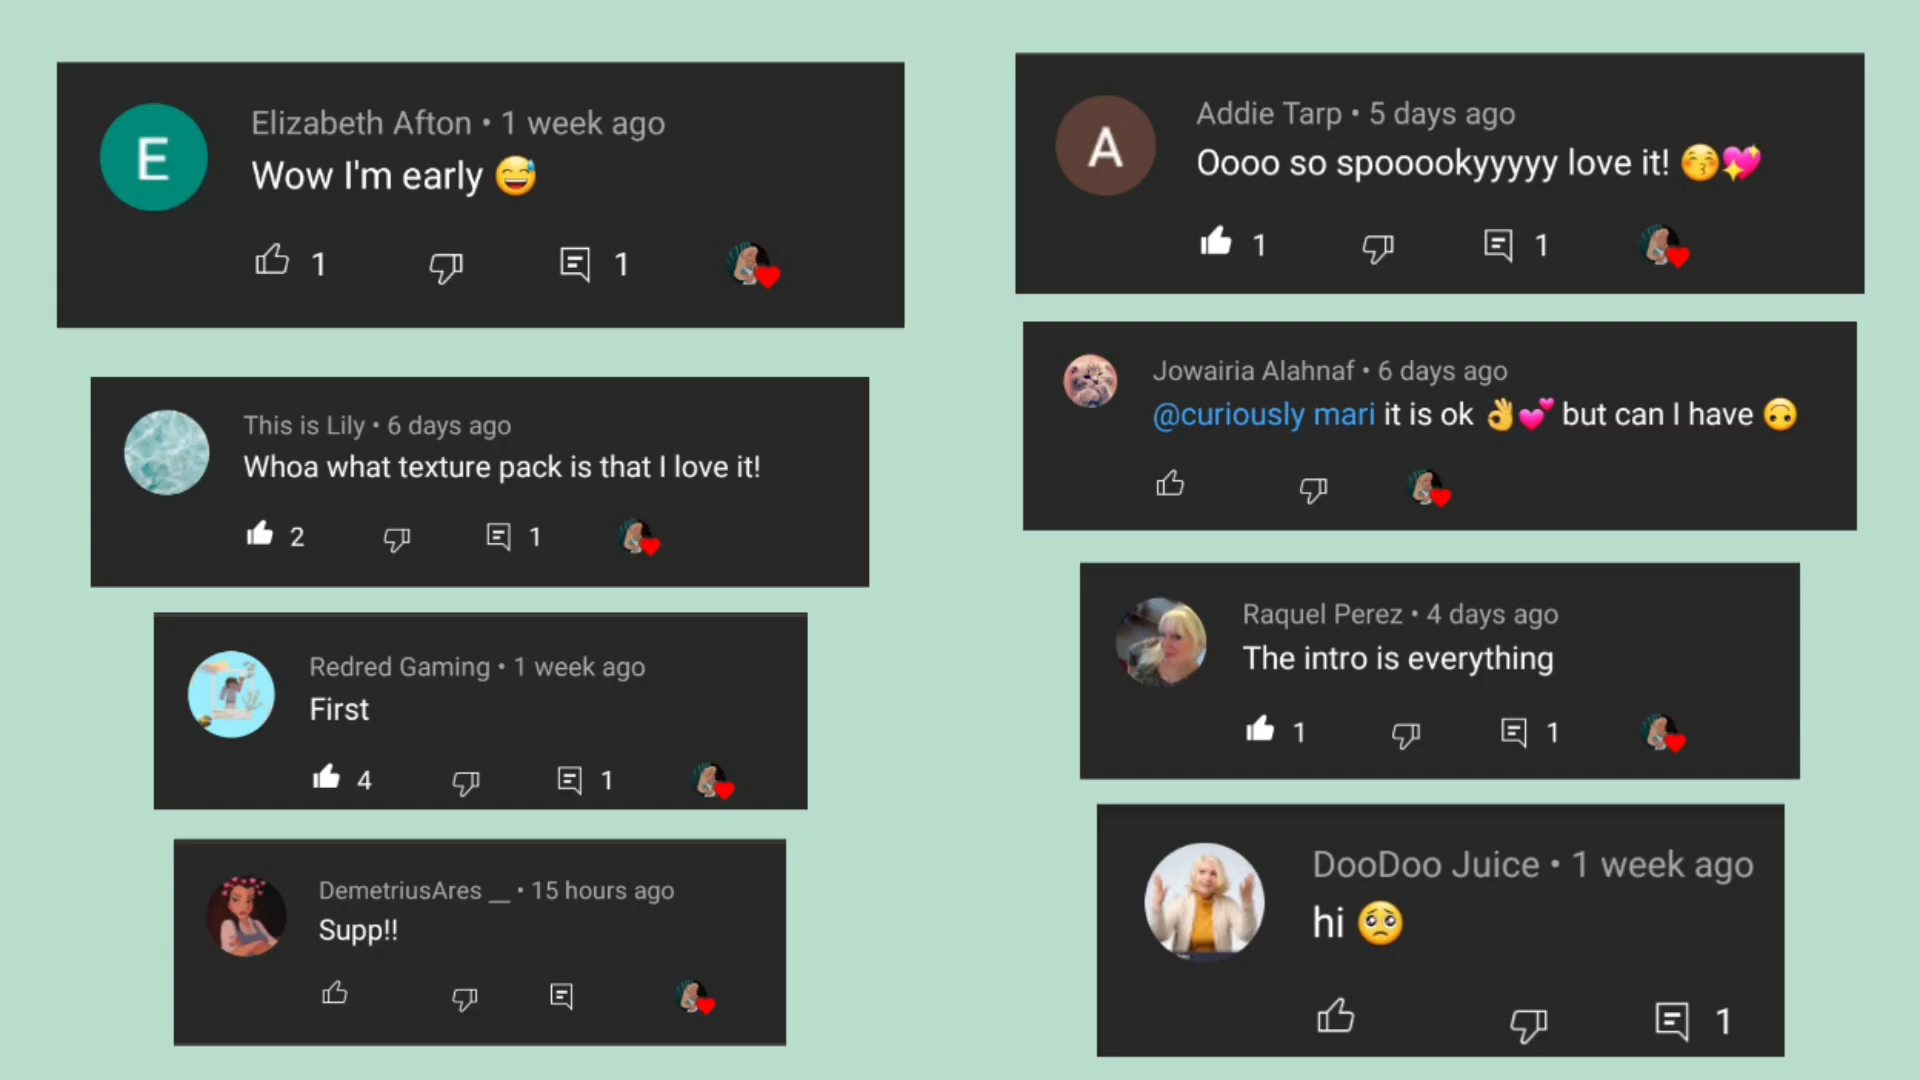 E
Elizabeth Afton • 1 week ago
Wow I'm early 😅
1 1
This is Lily • 6 days ago
Whoa what texture pack is that I love it!
2 1
Redred Gaming • 1 week ago
First
4 1
DemetriusAres __ • 15 hours ago
Supp!!
A
Addie Tarp • 5 days ago
Oooo so spooookyyyyy love it! 😚💖
1 1
Jowairia Alahnaf • 6 days ago
@curiously mari it is ok 👌💕 but can I have 🙃
Raquel Perez • 4 days ago
The intro is everything
1 1
DooDoo Juice • 1 week ago
hi 🥺
1